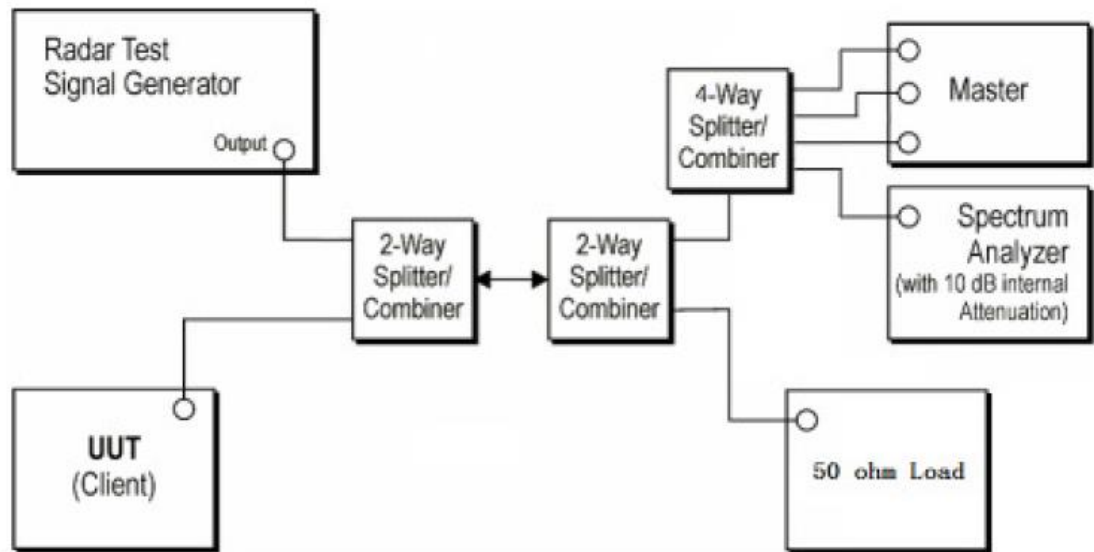 Radar Test
Signal Generator
Output
4-Way
Splitter/
Combiner
Master
2-Way
Splitter/
Combiner
2-Way
Splitter/
Combiner
Spectrum
Analyzer
(with 10 dB internal
Attenuation)
UUT
(Client)
50 ohm Load